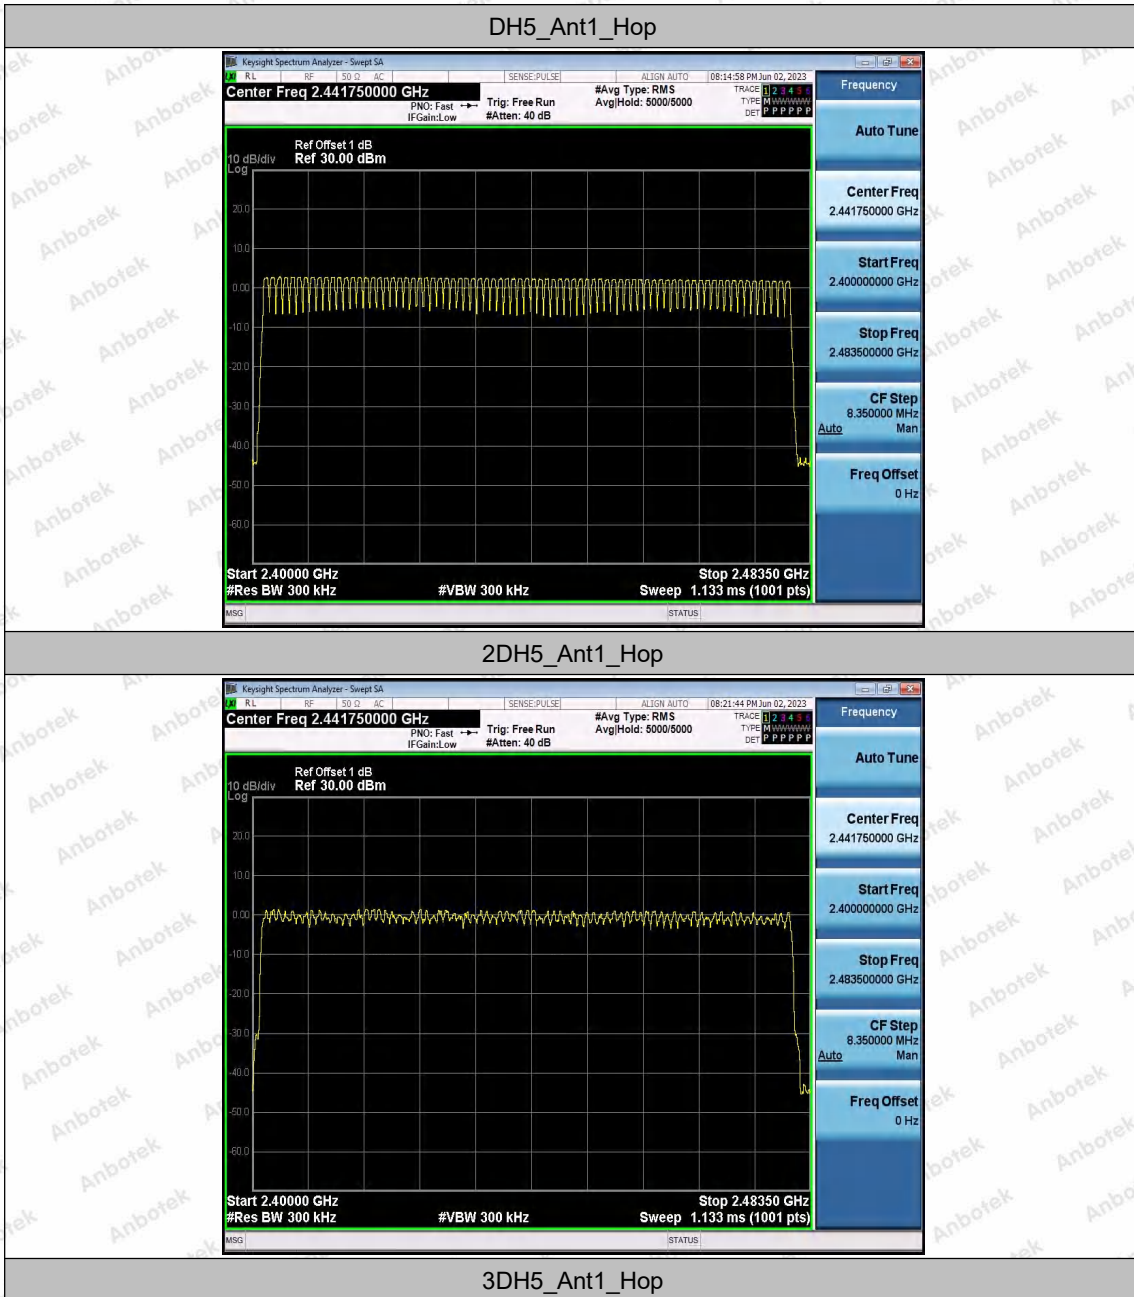 DH5_Ant1_Hop
Keysight Spectrum Analyzer - Swept SA
RL RF 50 Ω AC SENSE:PULSE ALIGN AUTO 08:14:58 PM Jun 02, 2023
Center Freq 2.441750000 GHz #Avg Type: RMS TRACE 1 2 3 4 5 6
PNO: Fast Trig: Free Run Avg|Hold: 5000/5000 TYPE M WWWWW
IFGain:Low #Atten: 40 dB DET P P P P P P
Ref Offset 1 dB
10 dB/div Ref 30.00 dBm
Log
20.0
10.0
0.00
-10.0
-20.0
-30.0
-40.0
-50.0
-60.0
Start 2.40000 GHz Stop 2.48350 GHz
#Res BW 300 kHz #VBW 300 kHz Sweep 1.133 ms (1001 pts)
MSG STATUS
Frequency
Auto Tune
Center Freq
2.441750000 GHz
Start Freq
2.400000000 GHz
Stop Freq
2.483500000 GHz
CF Step
8.350000 MHz
Auto Man
Freq Offset
0 Hz
2DH5_Ant1_Hop
Keysight Spectrum Analyzer - Swept SA
RL RF 50 Ω AC SENSE:PULSE ALIGN AUTO 08:21:44 PM Jun 02, 2023
Center Freq 2.441750000 GHz #Avg Type: RMS TRACE 1 2 3 4 5 6
PNO: Fast Trig: Free Run Avg|Hold: 5000/5000 TYPE M WWWWW
IFGain:Low #Atten: 40 dB DET P P P P P P
Ref Offset 1 dB
10 dB/div Ref 30.00 dBm
Log
20.0
10.0
0.00
-10.0
-20.0
-30.0
-40.0
-50.0
-60.0
Start 2.40000 GHz Stop 2.48350 GHz
#Res BW 300 kHz #VBW 300 kHz Sweep 1.133 ms (1001 pts)
MSG STATUS
Frequency
Auto Tune
Center Freq
2.441750000 GHz
Start Freq
2.400000000 GHz
Stop Freq
2.483500000 GHz
CF Step
8.350000 MHz
Auto Man
Freq Offset
0 Hz
3DH5_Ant1_Hop